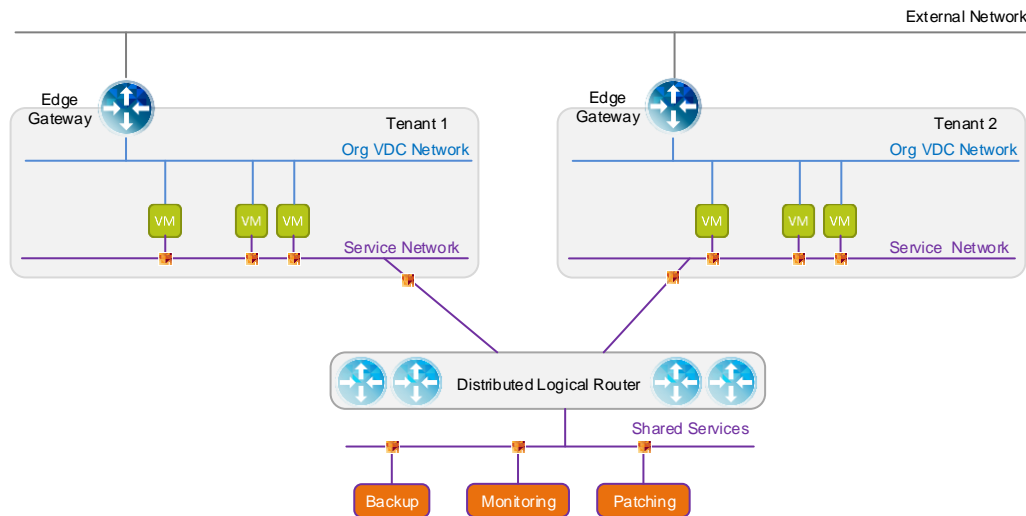 External Network
Edge
Gateway
Tenant 1
Org VDC Network
VM
VM
VM
Service Network
Edge
Gateway
Tenant 2
Org VDC Network
VM
VM
VM
Service Network
Distributed Logical Router
Shared Services
Backup
Monitoring
Patching